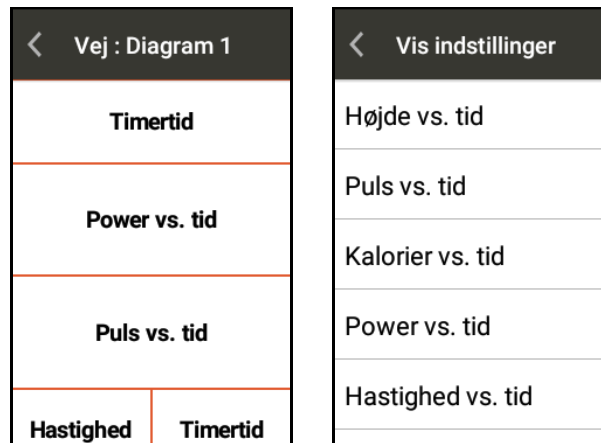 Vej : Diagram 1
Timertid
Power vs. tid
Puls vs. tid
Hastighed
Timertid
Vis indstillinger
Højde vs. tid
Puls vs. tid
Kalorier vs. tid
Power vs. tid
Hastighed vs. tid